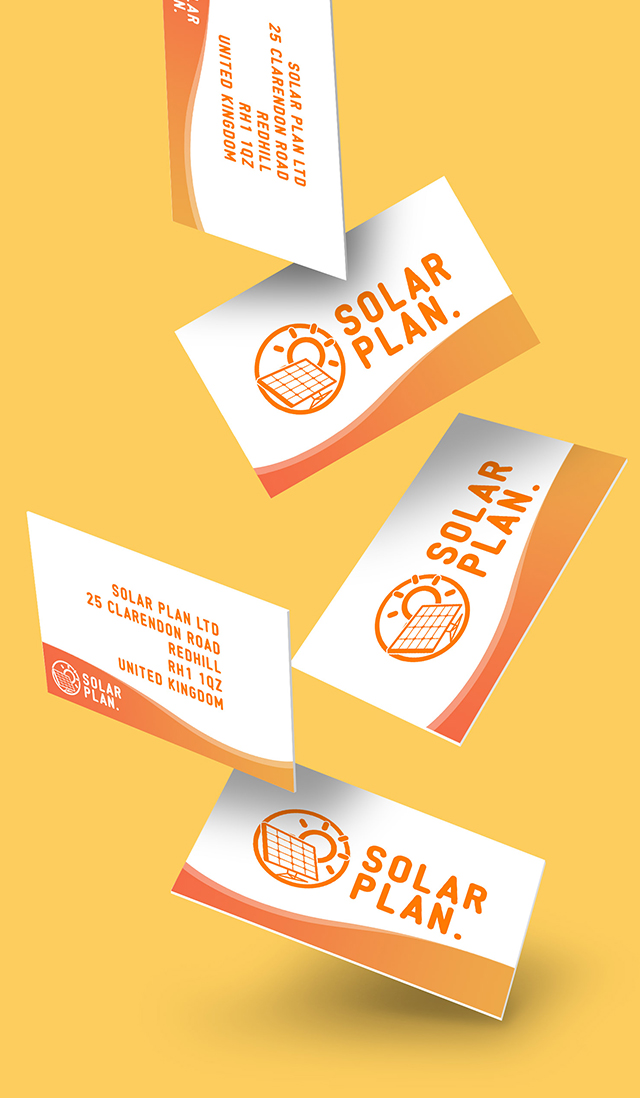 LAR
N.
SOLAR PLAN LTD
25 CLARENDON ROAD
REDHILL
RH1 1QZ
UNITED KINGDOM
SOLAR
PLAN.
SOLAR
PLAN.
SOLAR PLAN LTD
25 CLARENDON ROAD
REDHILL
RH1 1QZ
UNITED KINGDOM
SOLAR
PLAN.
SOLAR
PLAN.